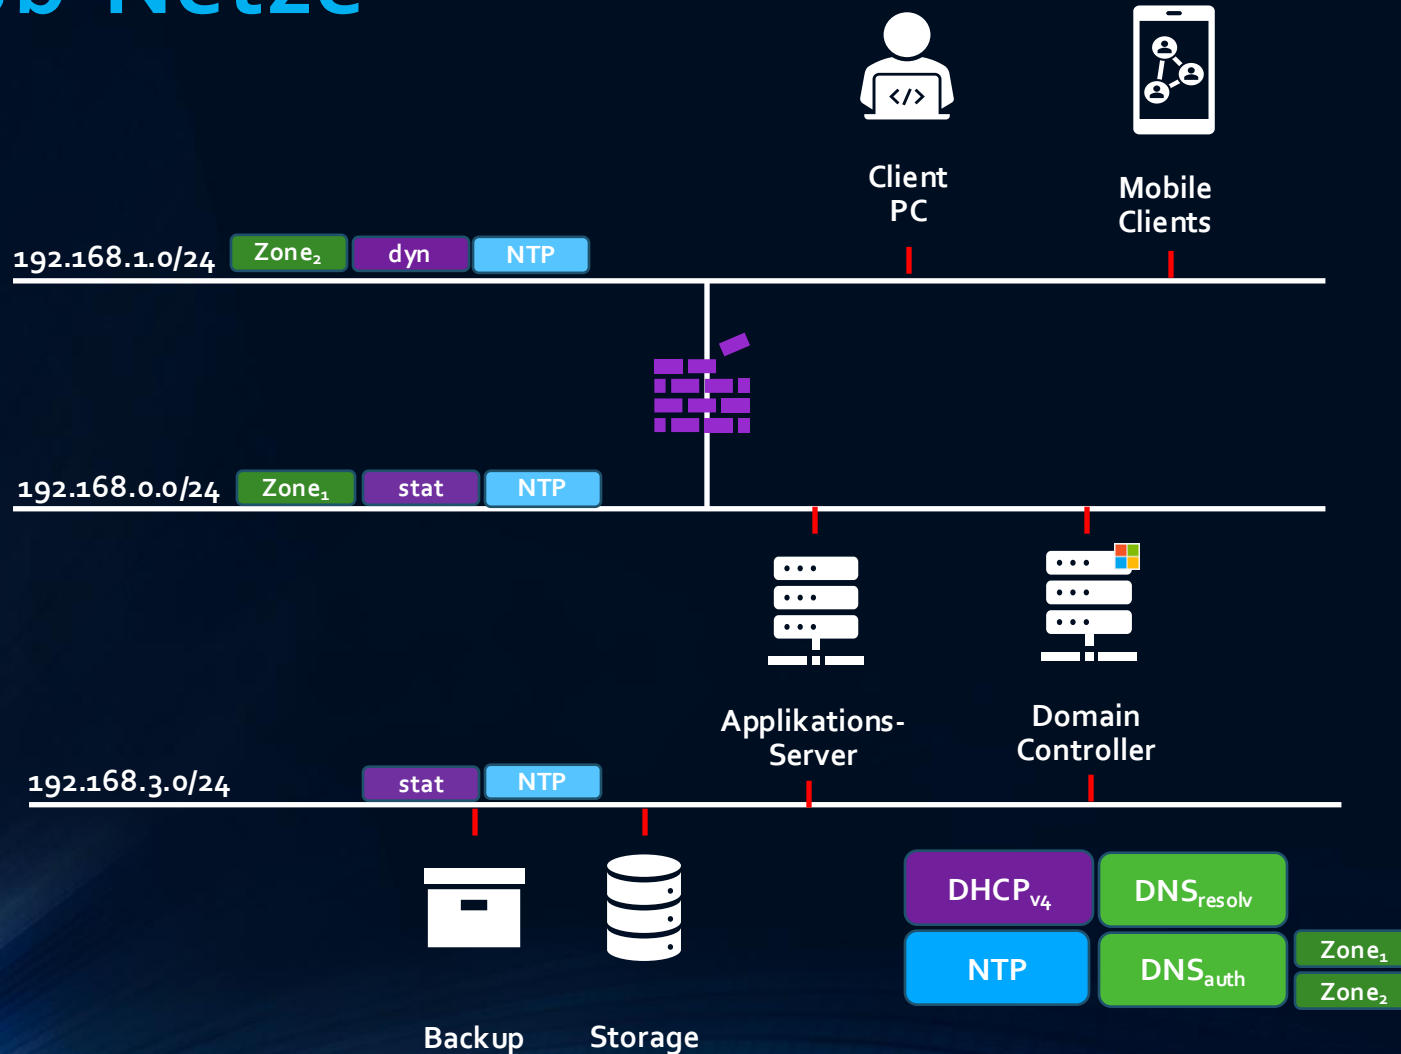 Netze
Client
PC
Mobile
Clients
</>
192.168.1.0/24 Zone₂ dyn NTP
192.168.0.0/24 Zone₁ stat NTP
Applikations-
Server
Domain
Controller
192.168.3.0/24 stat NTP
DHCPv4 DNSresolv
NTP DNSauth Zone₁
Zone₂
Backup Storage